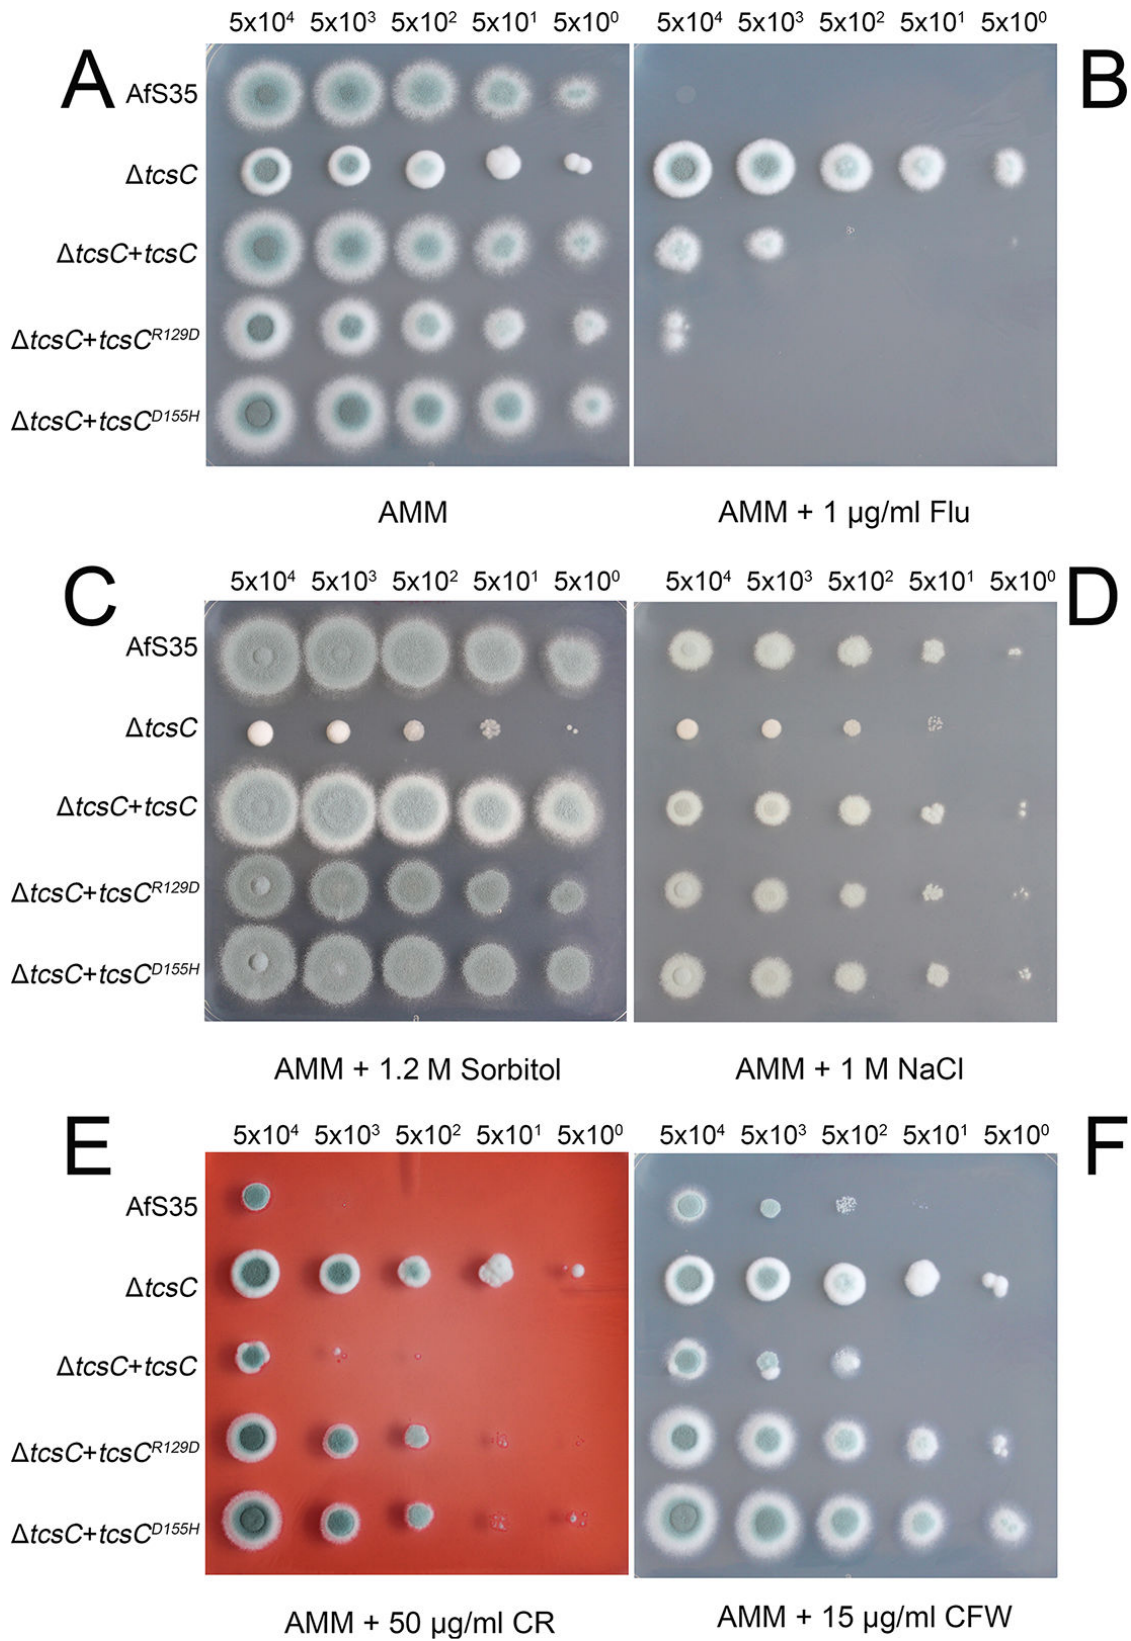 5x10⁴ 5x10³ 5x10² 5x10¹ 5x10⁰ 5x10⁴ 5x10³ 5x10² 5x10¹ 5x10⁰
A B
AfS35
ΔtcsC
ΔtcsC+tcsC
ΔtcsC+tcsC^R129D
ΔtcsC+tcsC^D155H
AMM AMM + 1 µg/ml Flu
5x10⁴ 5x10³ 5x10² 5x10¹ 5x10⁰ 5x10⁴ 5x10³ 5x10² 5x10¹ 5x10⁰
C D
AfS35
ΔtcsC
ΔtcsC+tcsC
ΔtcsC+tcsC^R129D
ΔtcsC+tcsC^D155H
AMM + 1.2 M Sorbitol AMM + 1 M NaCl
E F
5x10⁴ 5x10³ 5x10² 5x10¹ 5x10⁰ 5x10⁴ 5x10³ 5x10² 5x10¹ 5x10⁰
AfS35
ΔtcsC
ΔtcsC+tcsC
ΔtcsC+tcsC^R129D
ΔtcsC+tcsC^D155H
AMM + 50 µg/ml CR AMM + 15 µg/ml CFW